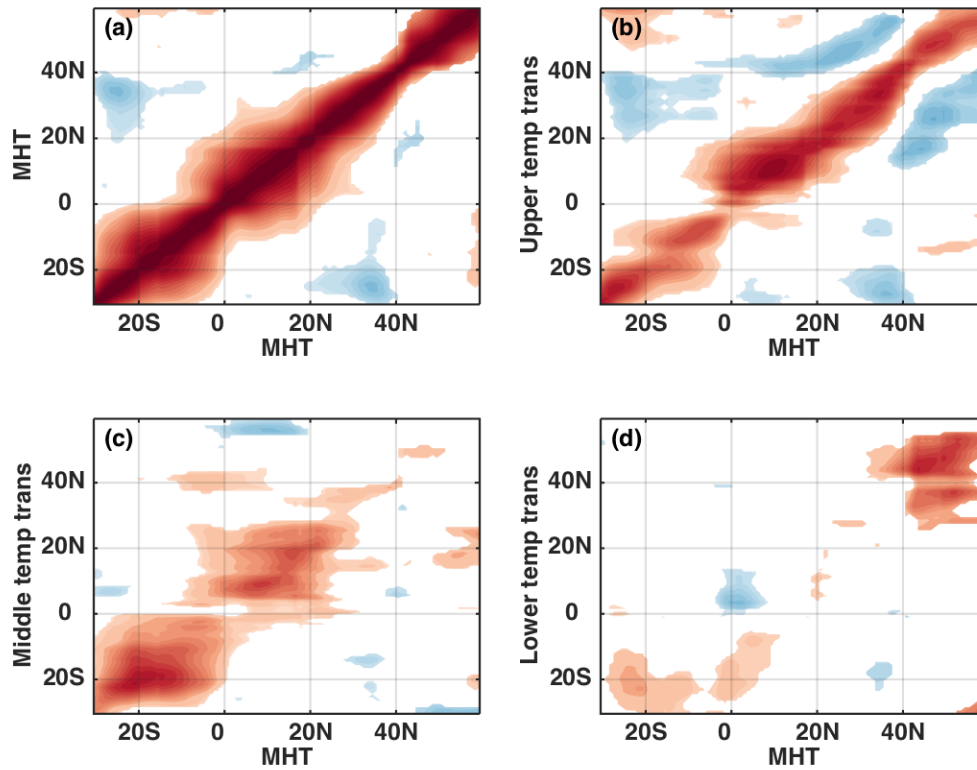 (a)
MHT
40N
20N
0
20S
20S 0 20N 40N
MHT
(b)
Upper temp trans
40N
20N
0
20S
20S 0 20N 40N
MHT
(c)
Middle temp trans
40N
20N
0
20S
20S 0 20N 40N
MHT
(d)
Lower temp trans
40N
20N
0
20S
20S 0 20N 40N
MHT